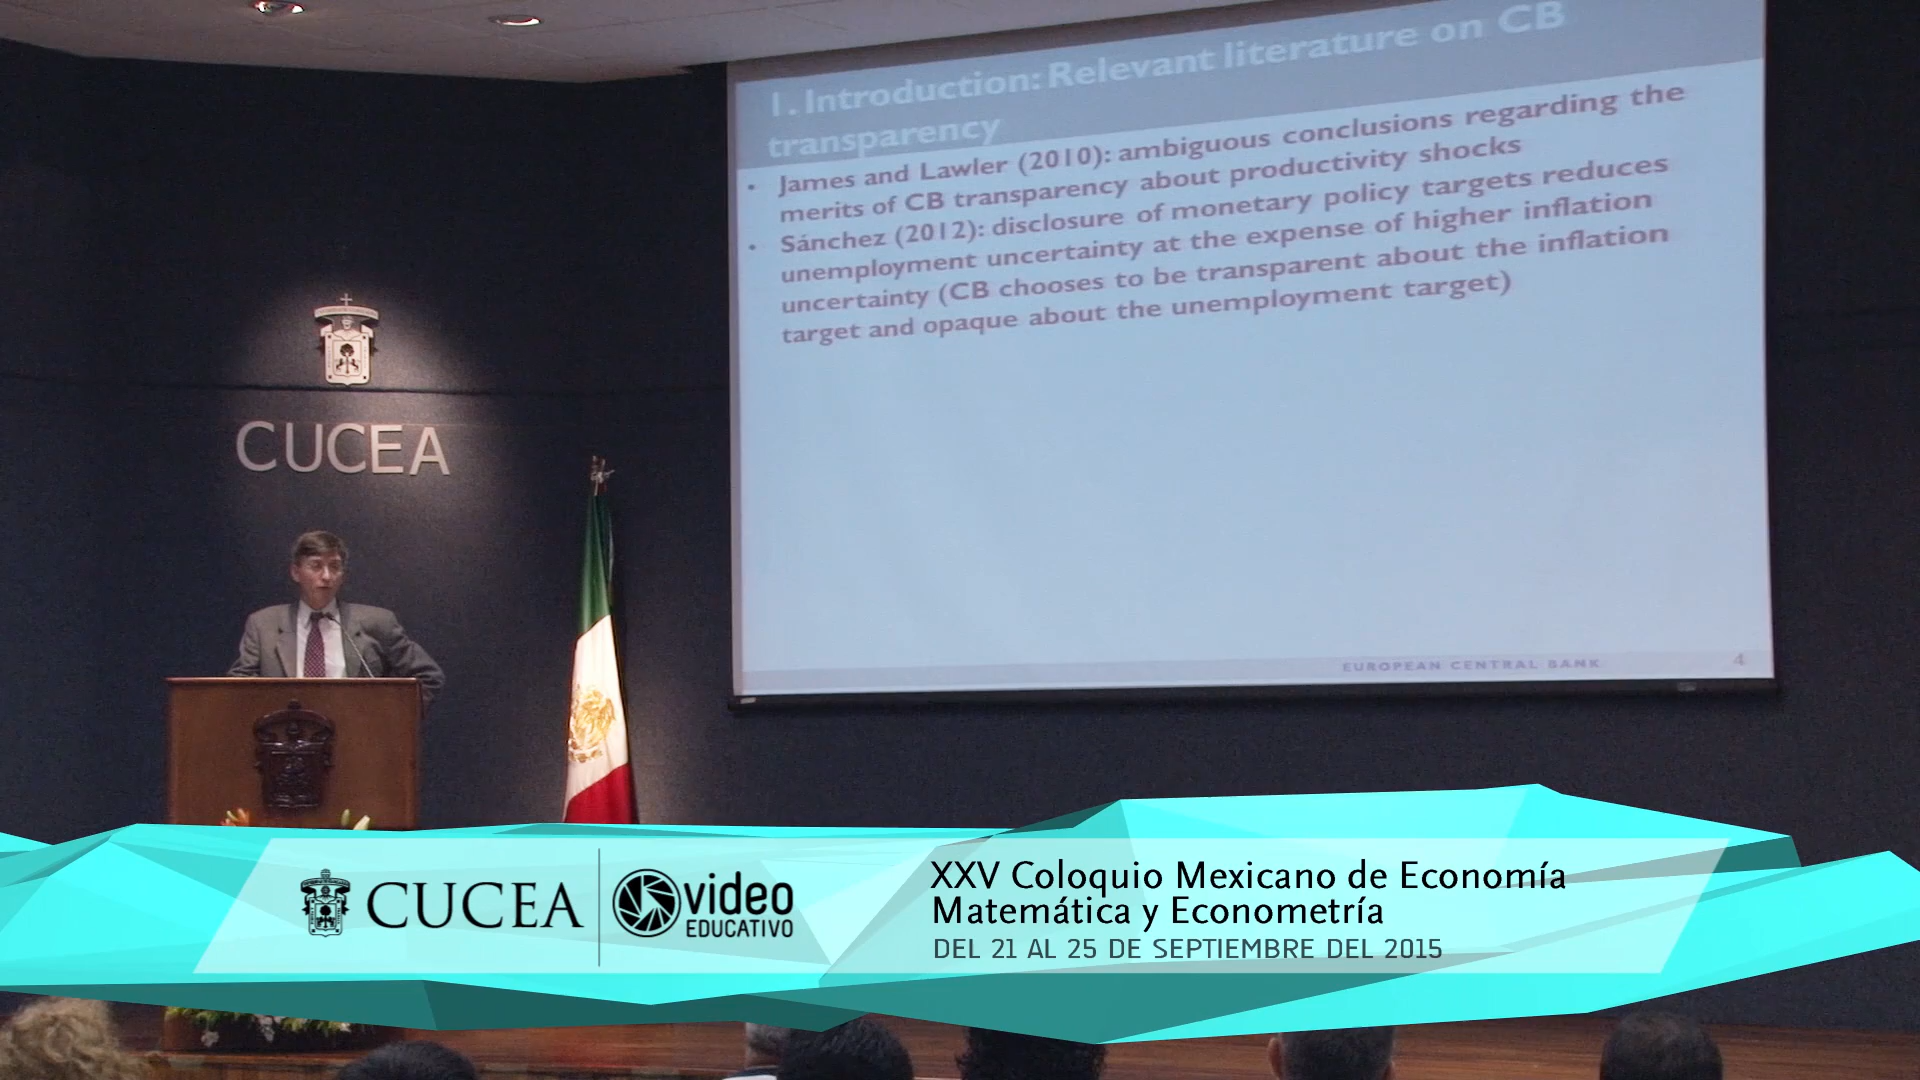 1. Introduction: Relevant literature on CB
transparency
• James and Lawler (2010): ambiguous conclusions regarding the
merits of CB transparency about productivity shocks
• Sánchez (2012): disclosure of monetary policy targets reduces
unemployment uncertainty at the expense of higher inflation
uncertainty (CB chooses to be transparent about the inflation
target and opaque about the unemployment target)
EUROPEAN CENTRAL BANK 4
CUCEA
CUCEA
video
EDUCATIVO
XXV Coloquio Mexicano de Economía
Matemática y Econometría
DEL 21 AL 25 DE SEPTIEMBRE DEL 2015